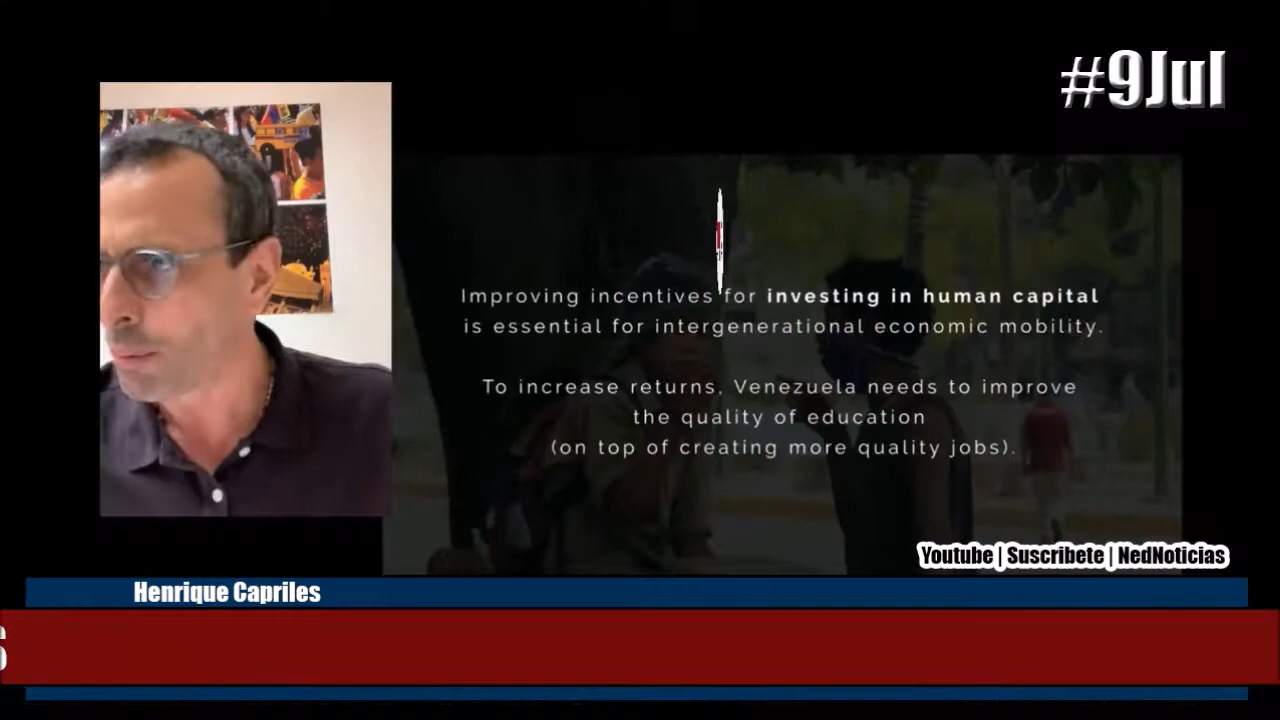 #9Jul
Improving incentives for investing in human capital
is essential for intergenerational economic mobility.
To increase returns, Venezuela needs to improve
the quality of education
(on top of creating more quality jobs).
Youtube | Suscribete | NedNoticias
Henrique Capriles